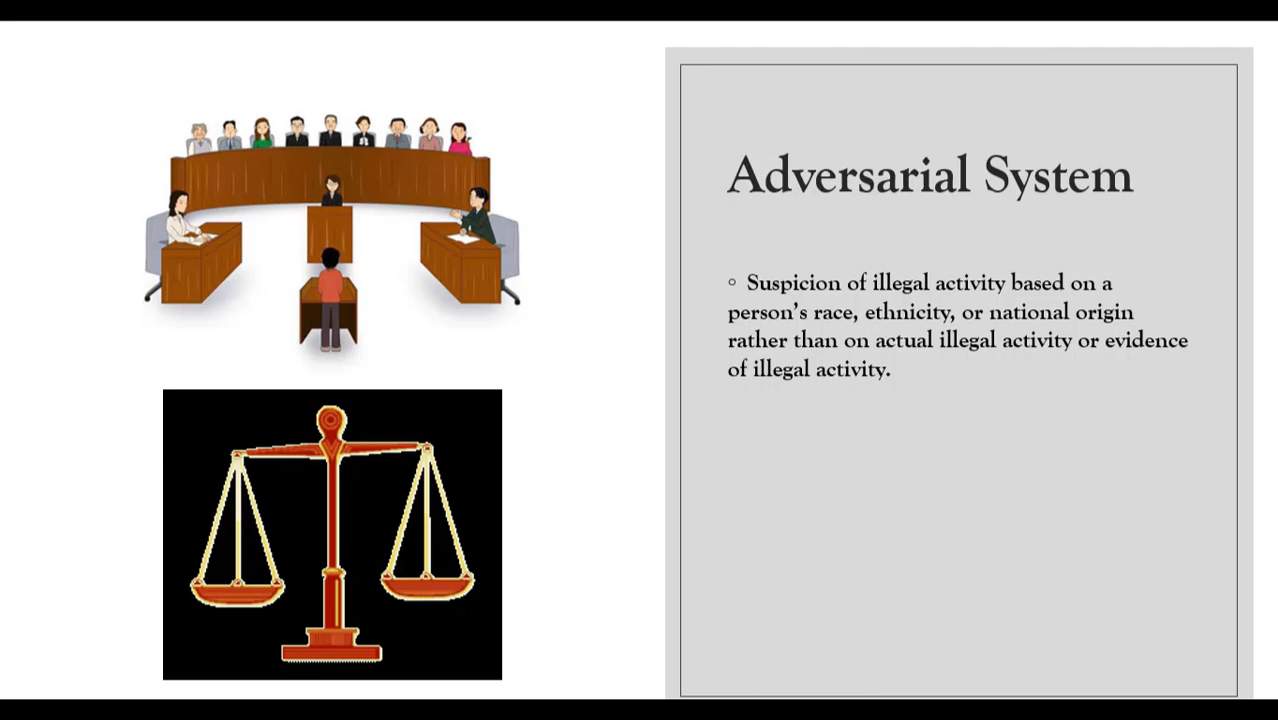 Adversarial System
◦ Suspicion of illegal activity based on a
person’s race, ethnicity, or national origin
rather than on actual illegal activity or evidence
of illegal activity.